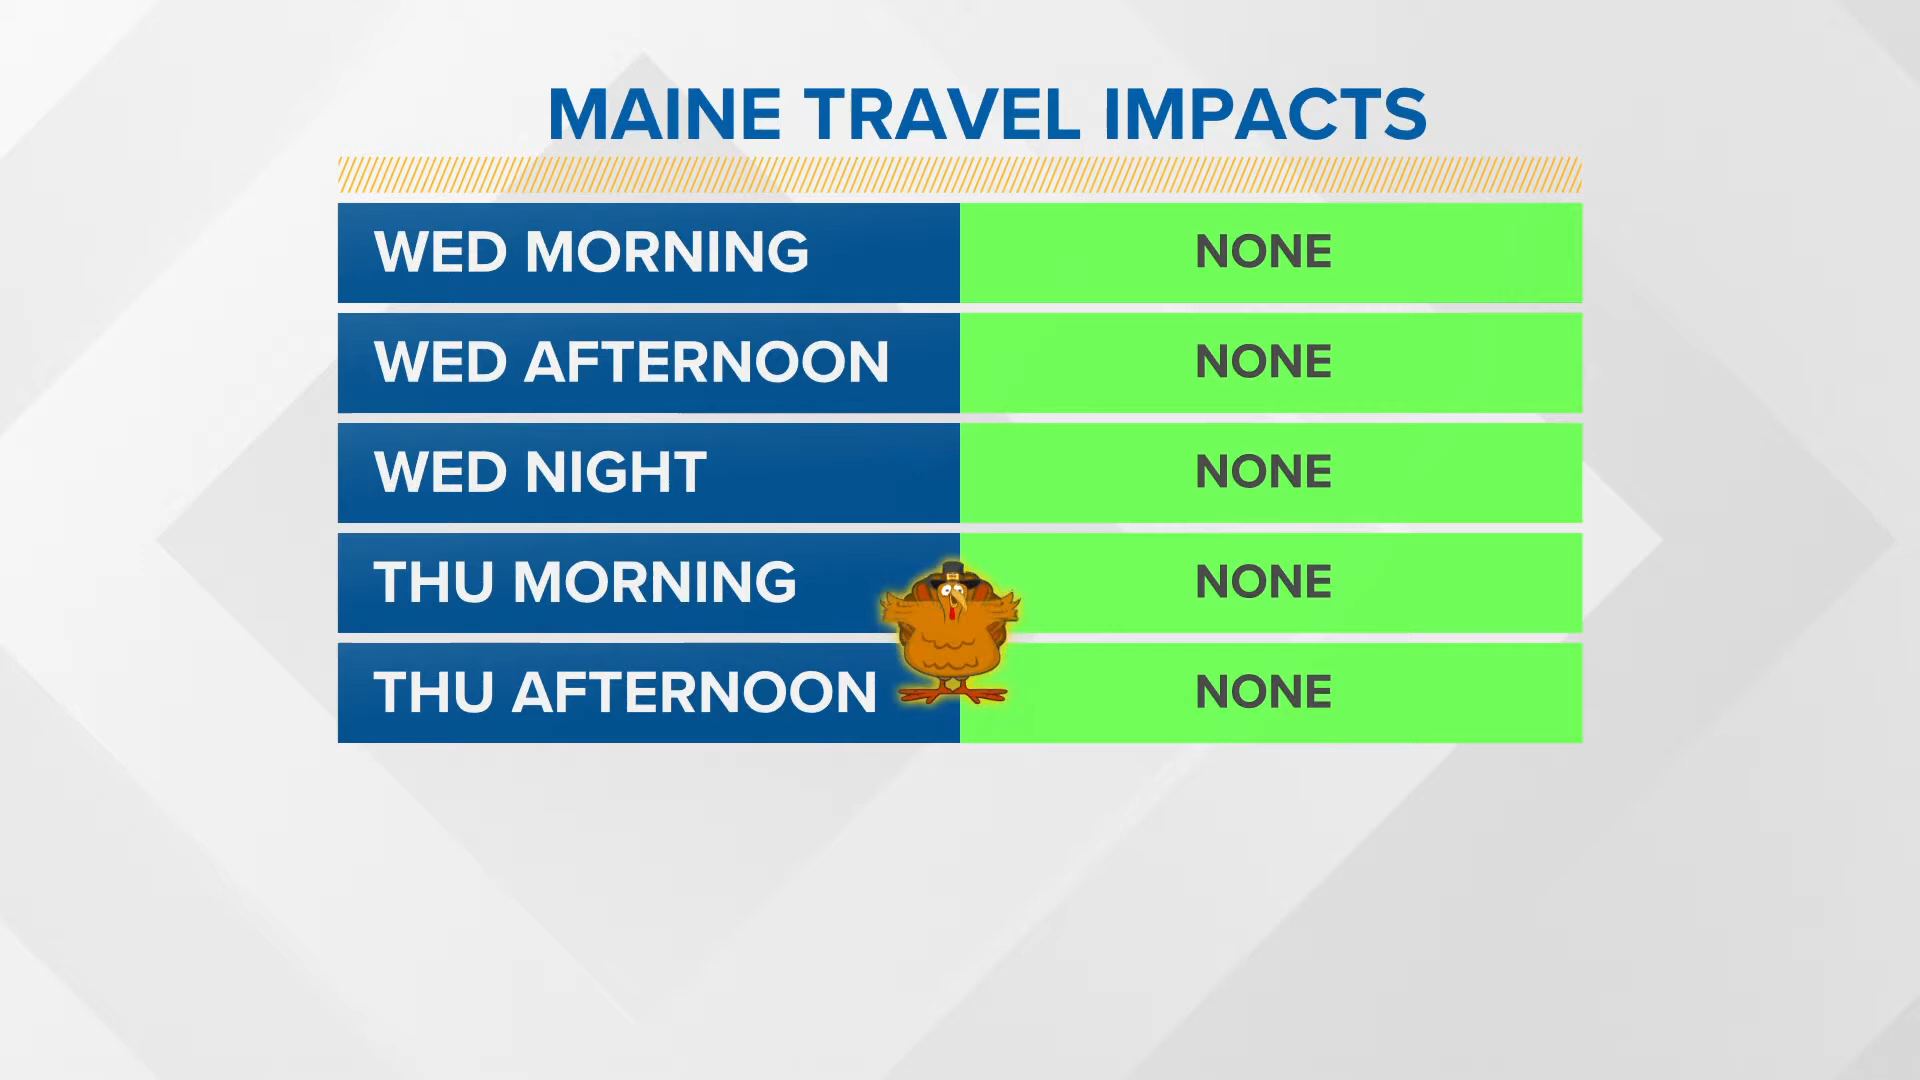 MAINE TRAVEL IMPACTS
WED MORNING NONE
WED AFTERNOON NONE
WED NIGHT NONE
THU MORNING NONE
THU AFTERNOON NONE